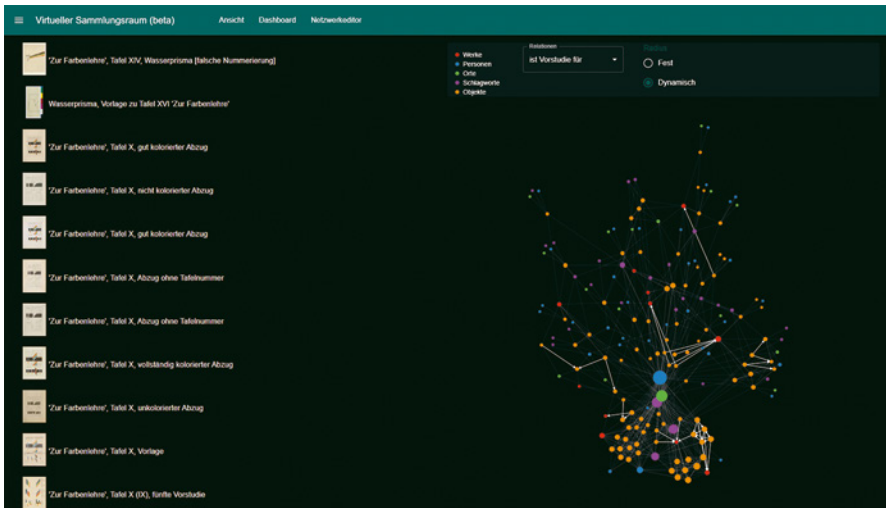 Virtueller Sammlungsraum (beta)
Ansicht
Dashboard
Netzwerkeditor
'Zur Farbenlehre', Tafel XIV, Wasserprisma [falsche Nummerierung]
Wasserprisma, Vorlage zu Tafel XVI 'Zur Farbenlehre'
'Zur Farbenlehre', Tafel X, gut kolorierter Abzug
'Zur Farbenlehre', Tafel X, nicht kolorierter Abzug
'Zur Farbenlehre', Tafel X, gut kolorierter Abzug
'Zur Farbenlehre', Tafel X, Abzug ohne Tafelnummer
'Zur Farbenlehre', Tafel X, Abzug ohne Tafelnummer
'Zur Farbenlehre', Tafel X, vollständig kolorierter Abzug
'Zur Farbenlehre', Tafel X, unkolorierter Abzug
'Zur Farbenlehre', Tafel X, Vorlage
'Zur Farbenlehre', Tafel X (IX), fünfte Vorstudie
Werke
Personen
Orte
Schlagworte
Objekte
Relationen
ist Vorstudie für
Radius
Fest
Dynamisch